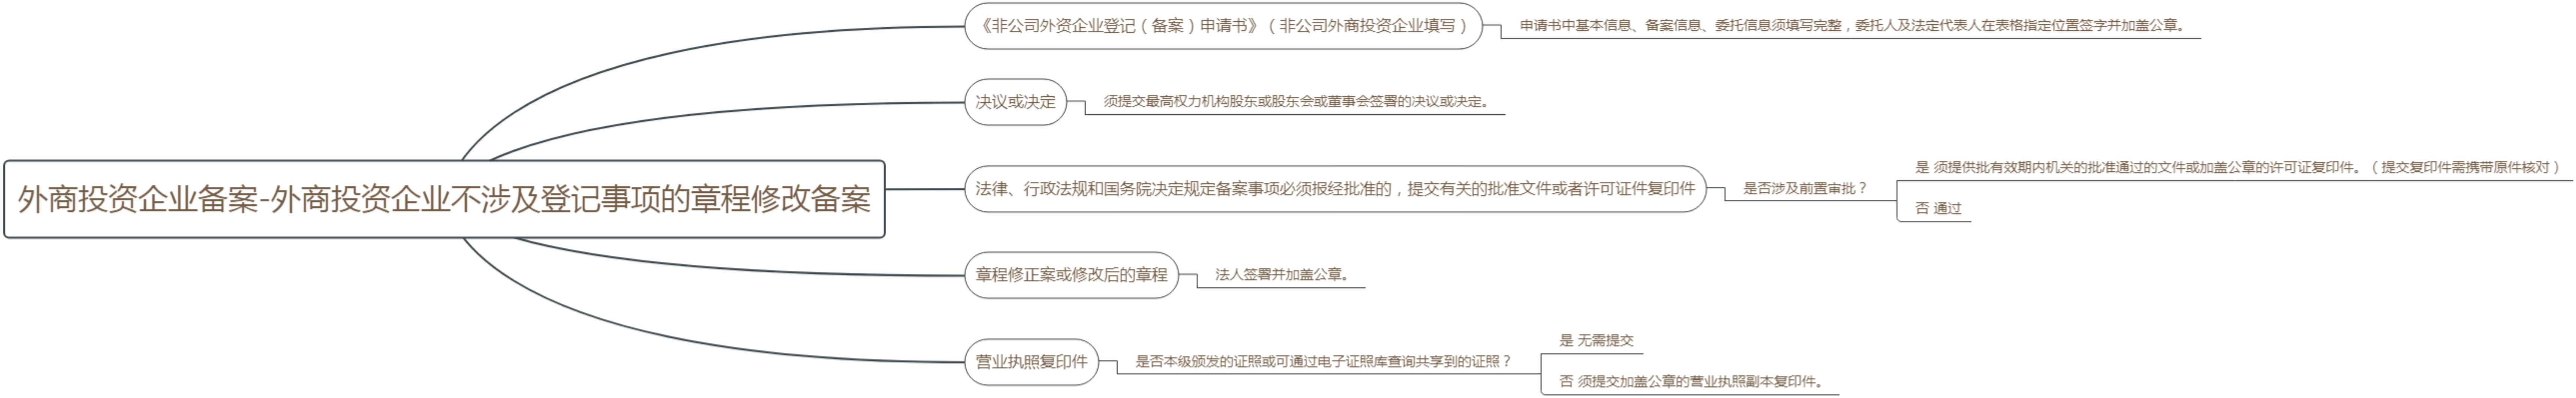 外商投资企业备案-外商投资企业不涉及登记事项的章程修改备案
《非公司外资企业登记（备案）申请书》（非公司外商投资企业填写）
申请书中基本信息、备案信息、委托信息须填写完整，委托人及法定代表人在表格指定位置签字并加盖公章。
决议或决定
须提交最高权力机构股东或股东会或董事会签署的决议或决定。
法律、行政法规和国务院决定规定备案事项必须报经批准的，提交有关的批准文件或者许可证件复印件
是否涉及前置审批？
是 须提供批有效期内机关的批准通过的文件或加盖公章的许可证复印件。（提交复印件需携带原件核对）
否 通过
章程修正案或修改后的章程
法人签署并加盖公章。
营业执照复印件
是否本级颁发的证照或可通过电子证照库查询共享到的证照？
是 无需提交
否 须提交加盖公章的营业执照副本复印件。